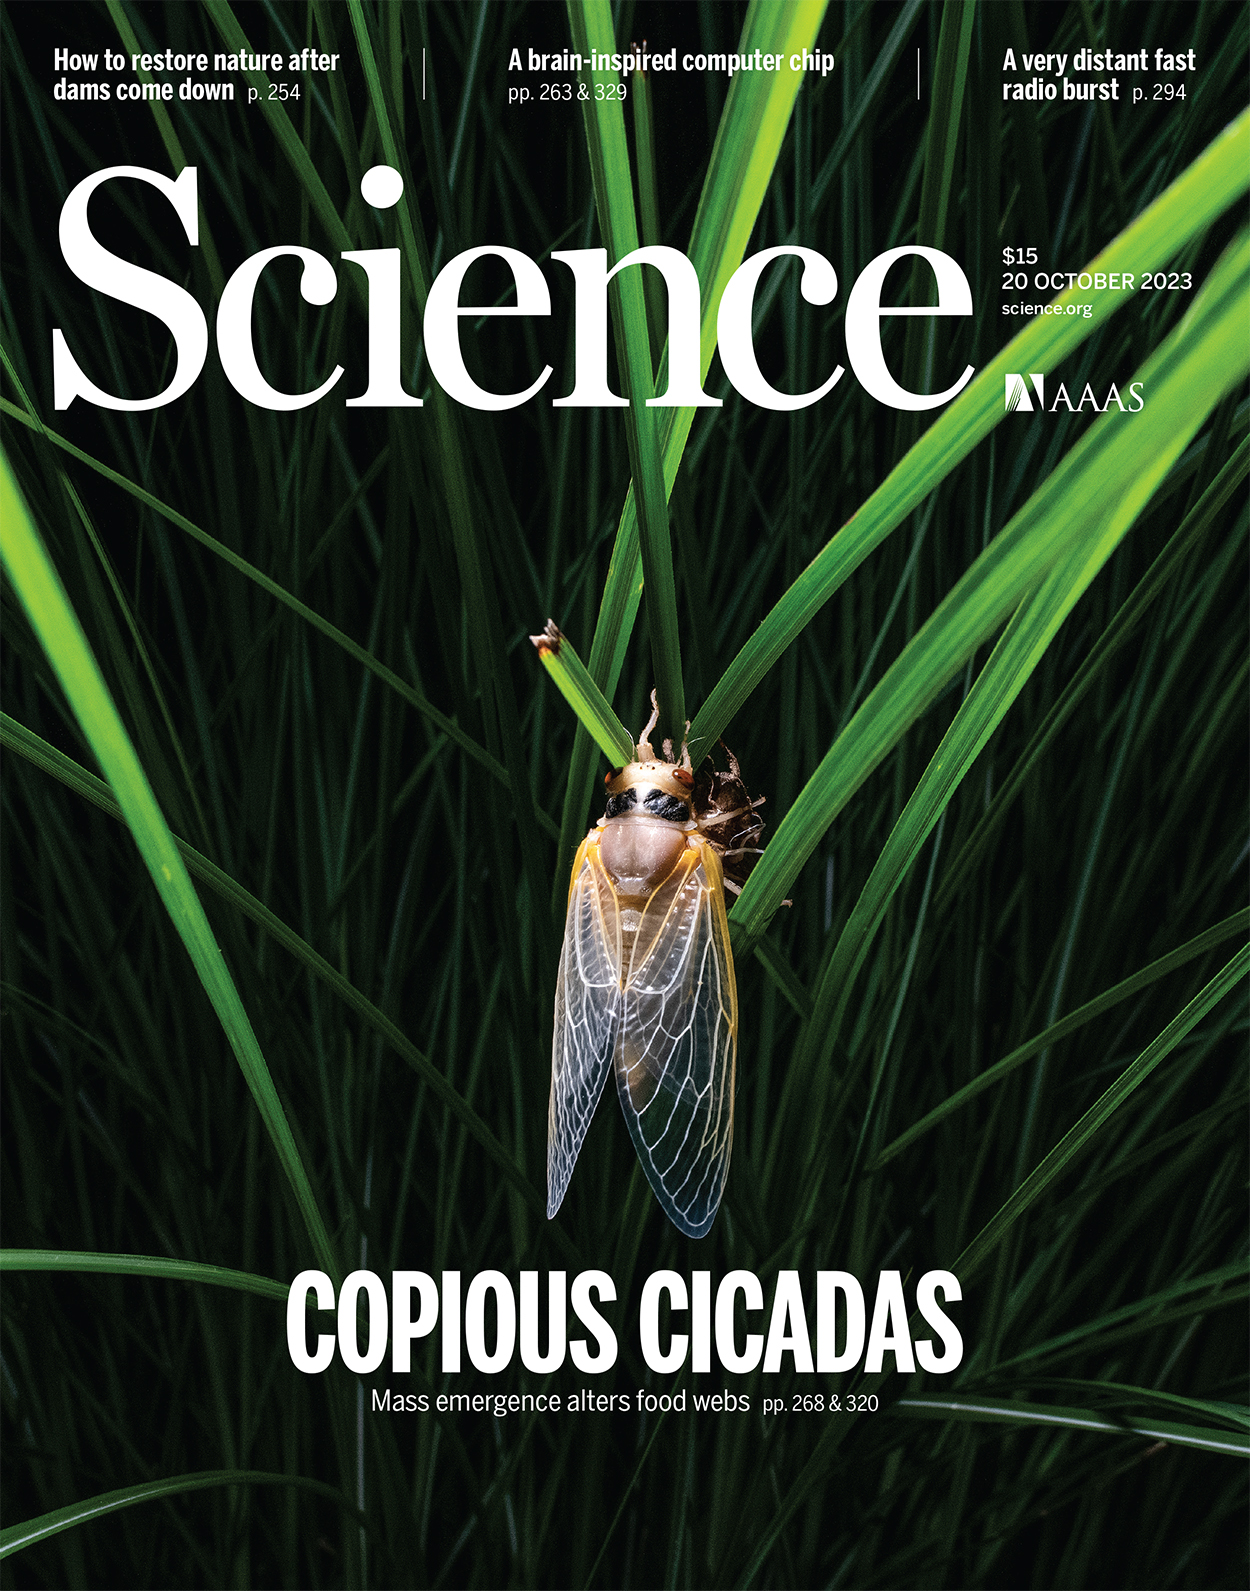 How to restore nature after
dams come down p. 254
A brain-inspired computer chip
pp. 263 & 329
A very distant fast
radio burst p. 294
Science
$15
20 OCTOBER 2023
science.org
AAAS
COPIOUS CICADAS
Mass emergence alters food webs pp. 268 & 320